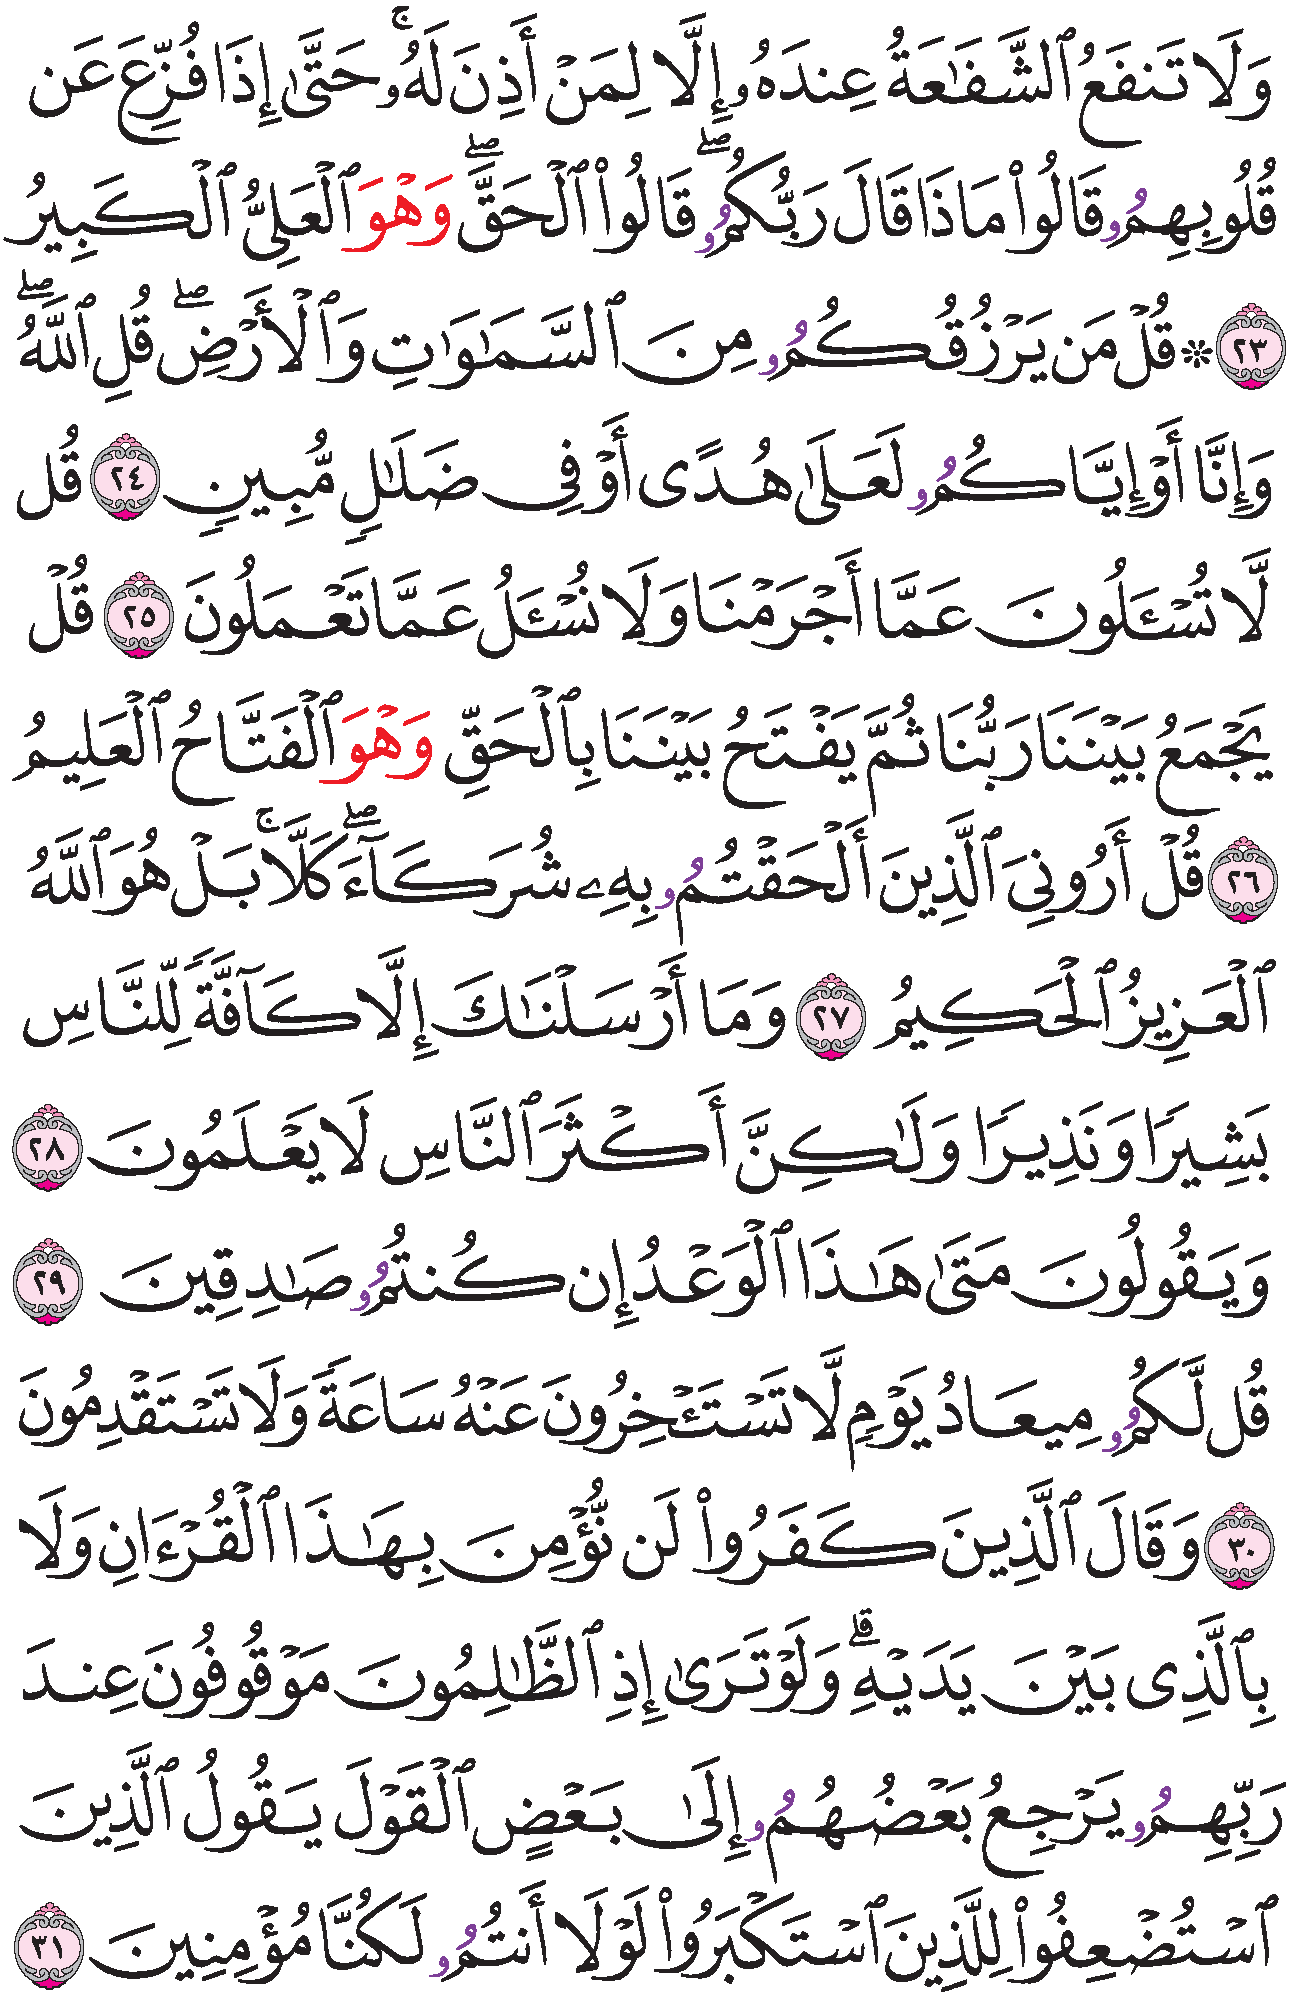 وَلَا تَنفَعُ ٱلشَّفَٰعَةُ عِندَهُۥ إِلَّا لِمَنۡ أَذِنَ لَهُۥۚ حَتَّىٰ إِذَا فُزِّعَ عَن
قُلُوبِهِمُۥ قَالُواْ مَاذَا قَالَ رَبُّكُمُۥۖ قَالُواْ ٱلۡحَقَّۖ وَهۡوَ ٱلۡعَلِيُّ ٱلۡكَبِيرُ
٢٣ ۞ قُلۡ مَن يَرۡزُقُكُمُۥ مِنَ ٱلسَّمَٰوَٰتِ وَٱلۡأَرۡضِۖ قُلِ ٱللَّهُۖ
وَإِنَّا أَوۡ إِيَّاكُمُۥ لَعَلَىٰ هُدًى أَوۡ فِي ضَلَٰلٖ مُّبِينٖ ٢٤ قُل
لَّا تُسۡـَٔلُونَ عَمَّا أَجۡرَمۡنَا وَلَا نُسۡـَٔلُ عَمَّا تَعۡمَلُونَ ٢٥ قُلۡ
يَجۡمَعُ بَيۡنَنَا رَبُّنَا ثُمَّ يَفۡتَحُ بَيۡنَنَا بِٱلۡحَقِّ وَهۡوَ ٱلۡفَتَّاحُ ٱلۡعَلِيمُ
٢٦ قُلۡ أَرُونِيَ ٱلَّذِينَ أَلۡحَقۡتُمُۥ بِهِۦ شُرَكَآءَۖ كَلَّاۚ بَلۡ هُوَ ٱللَّهُ
ٱلۡعَزِيزُ ٱلۡحَكِيمُ ٢٧ وَمَا أَرۡسَلۡنَٰكَ إِلَّا كَآفَّةٗ لِّلنَّاسِ
بَشِيرٗا وَنَذِيرٗا وَلَٰكِنَّ أَكۡثَرَ ٱلنَّاسِ لَا يَعۡلَمُونَ ٢٨
وَيَقُولُونَ مَتَىٰ هَٰذَا ٱلۡوَعۡدُ إِن كُنتُمُۥ صَٰدِقِينَ ٢٩
قُل لَّكُمُۥ مِيعَادُ يَوۡمٖ لَّا تَسۡتَـٔۡخِرُونَ عَنۡهُ سَاعَةٗ وَلَا تَسۡتَقۡدِمُونَ
٣٠ وَقَالَ ٱلَّذِينَ كَفَرُواْ لَن نُّؤۡمِنَ بِهَٰذَا ٱلۡقُرۡءَانِ وَلَا
بِٱلَّذِي بَيۡنَ يَدَيۡهِۗ وَلَوۡ تَرَىٰ إِذِ ٱلظَّٰلِمُونَ مَوۡقُوفُونَ عِندَ
رَبِّهِمُۥ يَرۡجِعُ بَعۡضُهُمُۥ إِلَىٰ بَعۡضٍ ٱلۡقَوۡلَ يَقُولُ ٱلَّذِينَ
ٱسۡتُضۡعِفُواْ لِلَّذِينَ ٱسۡتَكۡبَرُواْ لَوۡلَا أَنتُمُۥ لَكُنَّا مُؤۡمِنِينَ ٣١